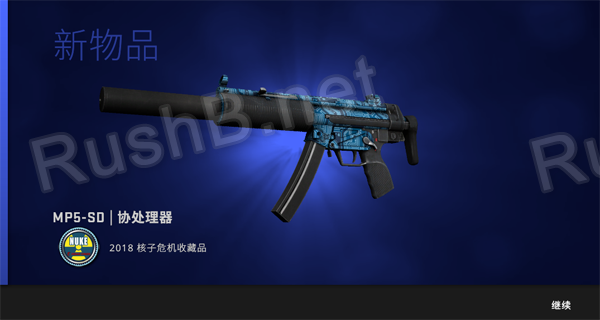 新物品
RushB.net
Rus
MP5-SD | 协处理器
NUKE
2018 核子危机收藏品
继续